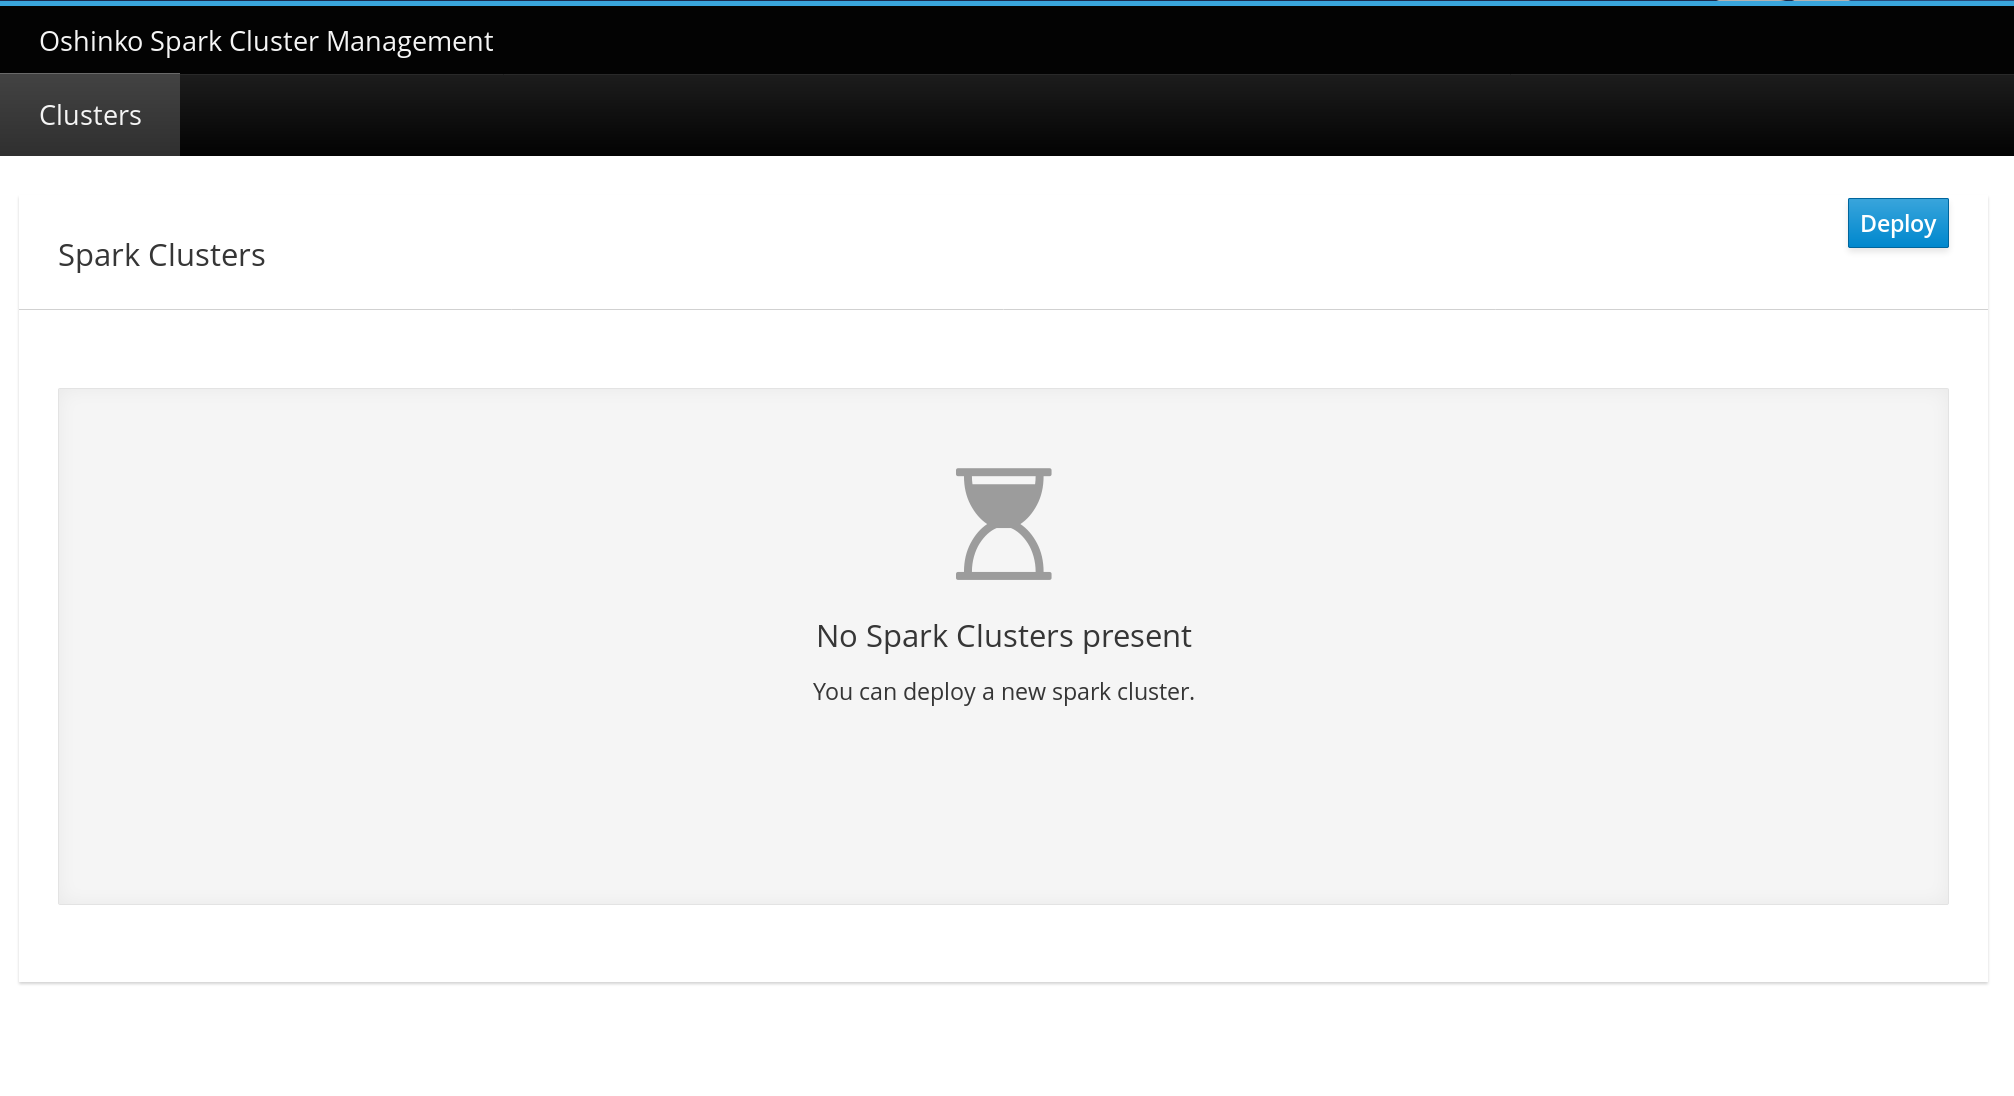 Oshinko Spark Cluster Management
Clusters
Deploy
Spark Clusters
No Spark Clusters present
You can deploy a new spark cluster.